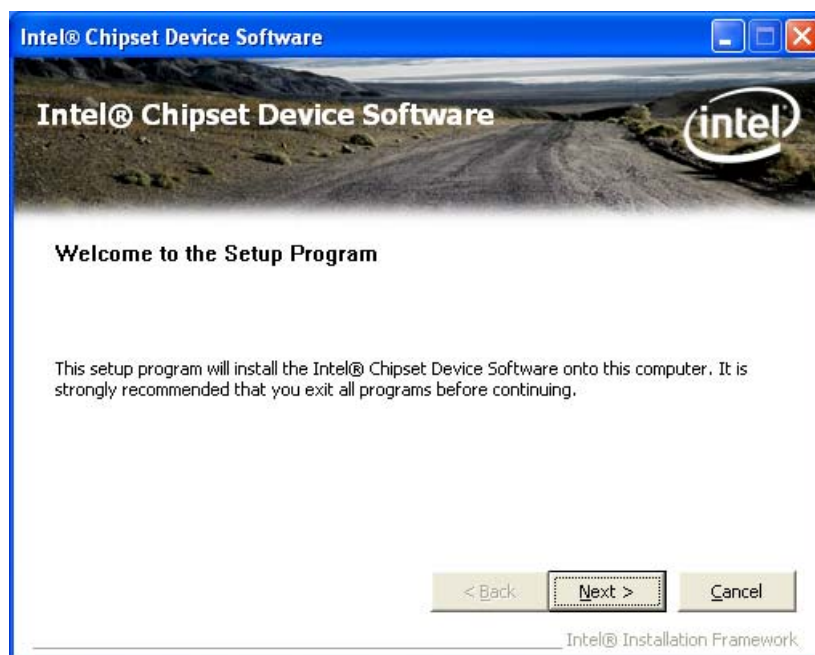 Intel® Chipset Device Software
Intel® Chipset Device Software
intel
Welcome to the Setup Program
This setup program will install the Intel® Chipset Device Software onto this computer. It is
strongly recommended that you exit all programs before continuing.
< Back
Next >
Cancel
Intel® Installation Framework